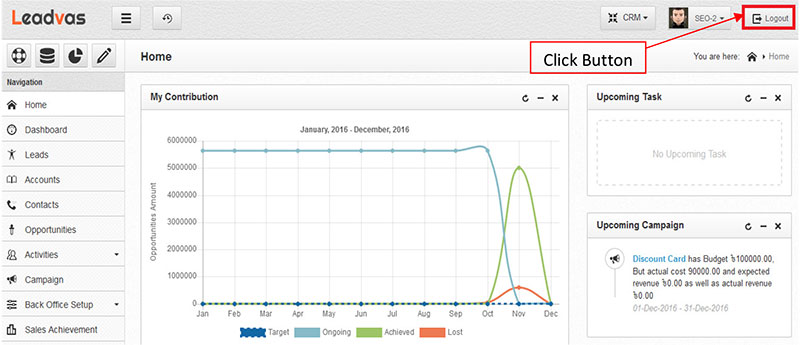 Leadvas
CRM
SEO-2
Logout
Click Button
Home
You are here:
Home
Navigation
Home
Dashboard
Leads
Accounts
Contacts
Opportunities
Activities
Campaign
Back Office Setup
Sales Achievement
My Contribution
January, 2016 - December, 2016
Opportunities Amount
6000000
5000000
4000000
3000000
2000000
1000000
0
Jan Feb Mar Apr May Jun Jul Aug Sep Oct Nov Dec
Target Ongoing Achieved Lost
Upcoming Task
No Upcoming Task
Upcoming Campaign
Discount Card has Budget ৳100000.00,
But actual cost 90000.00 and expected
revenue ৳0.00 as well as actual revenue
৳0.00
01-Dec-2016 - 31-Dec-2016